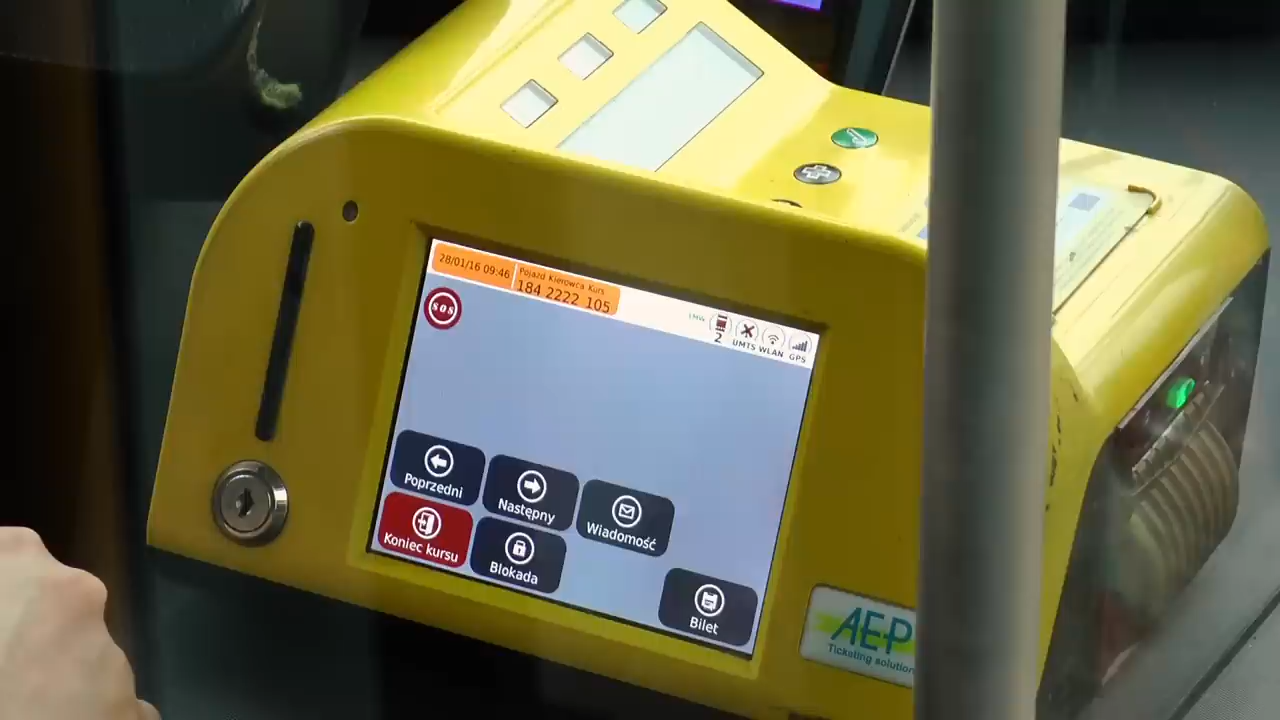 28/01/16 09:46
Pojazd Kierowca Kurs
184 2222 105
SOS
LMW
2
UMTS WLAN GPS
Poprzedni
Następny
Wiadomość
Koniec kursu
Blokada
Bilet
AEP
Ticketing solution